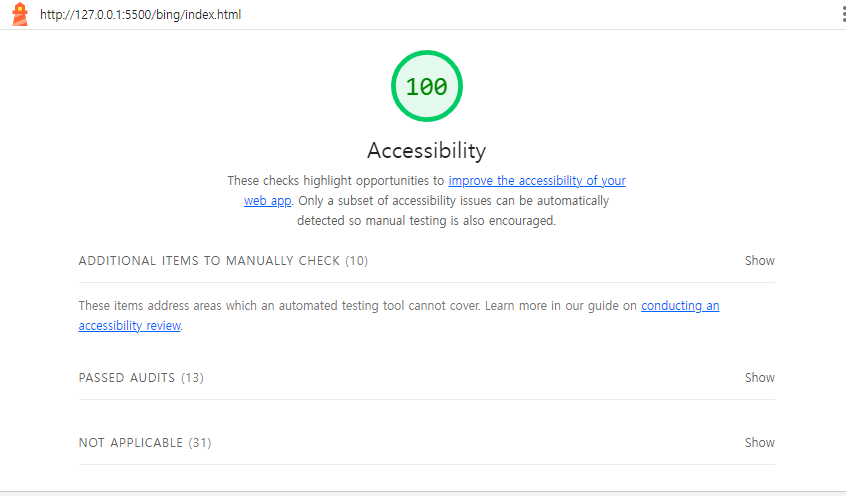 http://127.0.0.1:5500/bing/index.html
100
Accessibility
These checks highlight opportunities to improve the accessibility of your
web app. Only a subset of accessibility issues can be automatically
detected so manual testing is also encouraged.
ADDITIONAL ITEMS TO MANUALLY CHECK (10) Show
These items address areas which an automated testing tool cannot cover. Learn more in our guide on conducting an
accessibility review.
PASSED AUDITS (13) Show
NOT APPLICABLE (31) Show